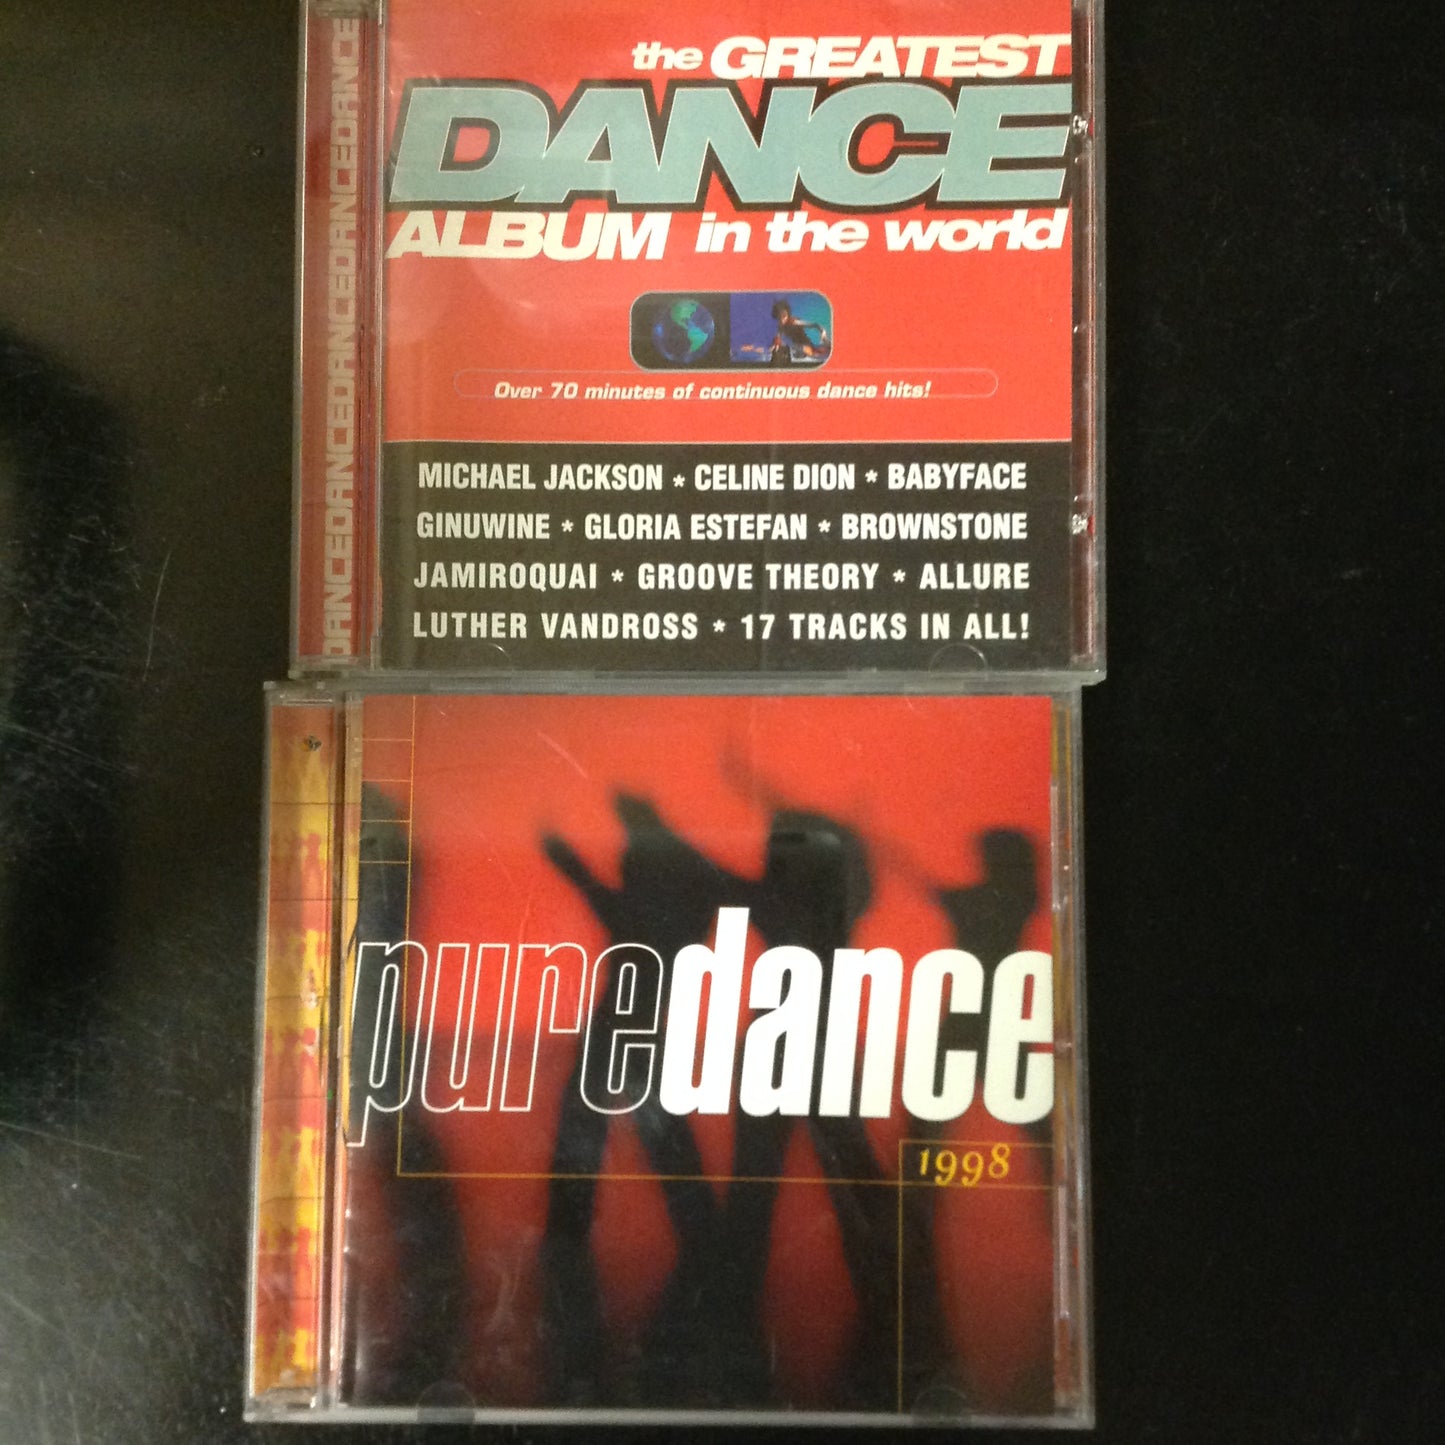 DANCEDANCEDANCEDANCEDANCE
the GREATEST
DANCE
ALBUM in the world
Over 70 minutes of continuous dance hits!
MICHAEL JACKSON * CELINE DION * BABYFACE
GINUWINE * GLORIA ESTEFAN * BROWNSTONE
JAMIROQUAI * GROOVE THEORY * ALLURE
LUTHER VANDROSS * 17 TRACKS IN ALL!
puredance
1998